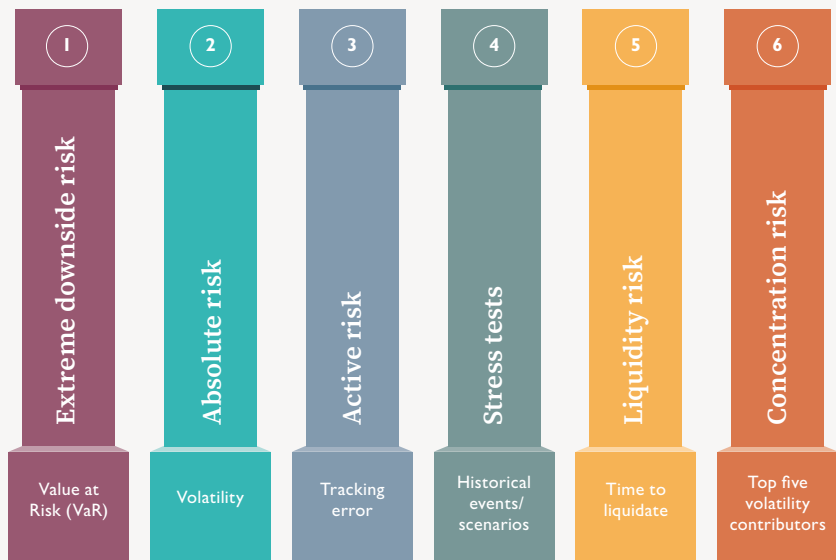 1
Extreme downside risk
Value at
Risk (VaR)
2
Absolute risk
Volatility
3
Active risk
Tracking
error
4
Stress tests
Historical
events/
scenarios
5
Liquidity risk
Time to
liquidate
6
Concentration risk
Top five
volatility
contributors